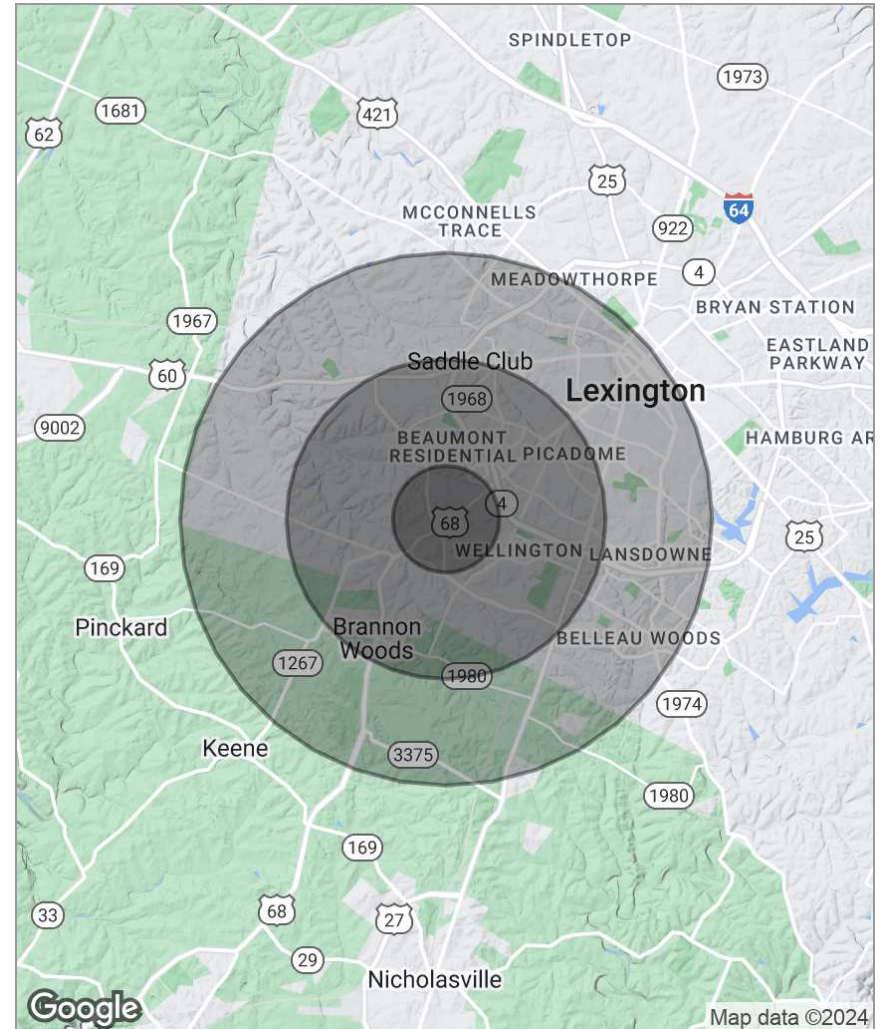 SPINDLETOP
1973
1681
421
62
25
64
MCCONNELLS
TRACE
922
4
MEADOWTHORPE
BRYAN STATION
1967
EASTLAND
PARKWAY
Saddle Club
60
Lexington
1968
9002
BEAUMONT
RESIDENTIAL
PICADOME
HAMBURG AR
4
68
25
WELLINGTON
LANSDOWNE
169
Pinckard
Brannon
Woods
BELLEAU WOODS
1267
1980
1974
Keene
3375
1980
169
68
27
33
29
Nicholasville
Google
Map data ©2024